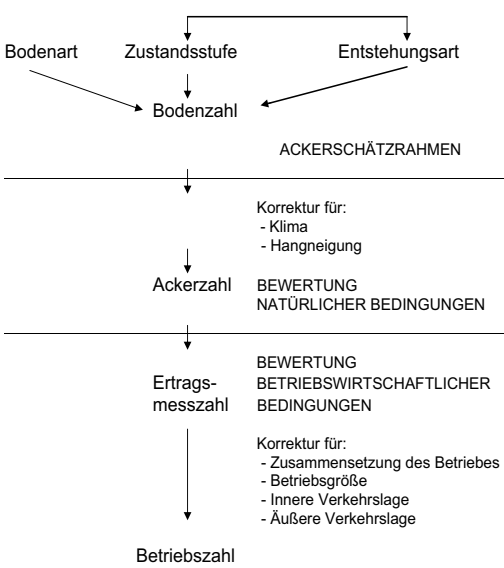 Bodenart Zustandsstufe Entstehungsart
Bodenzahl
ACKERSCHÄTZRAHMEN
Korrektur für:
- Klima
- Hangneigung
Ackerzahl BEWERTUNG
NATÜRLICHER BEDINGUNGEN
BEWERTUNG
Ertrags- BETRIEBSWIRTSCHAFTLICHER
messzahl BEDINGUNGEN
Korrektur für:
- Zusammensetzung des Betriebes
- Betriebsgröße
- Innere Verkehrslage
- Äußere Verkehrslage
Betriebszahl